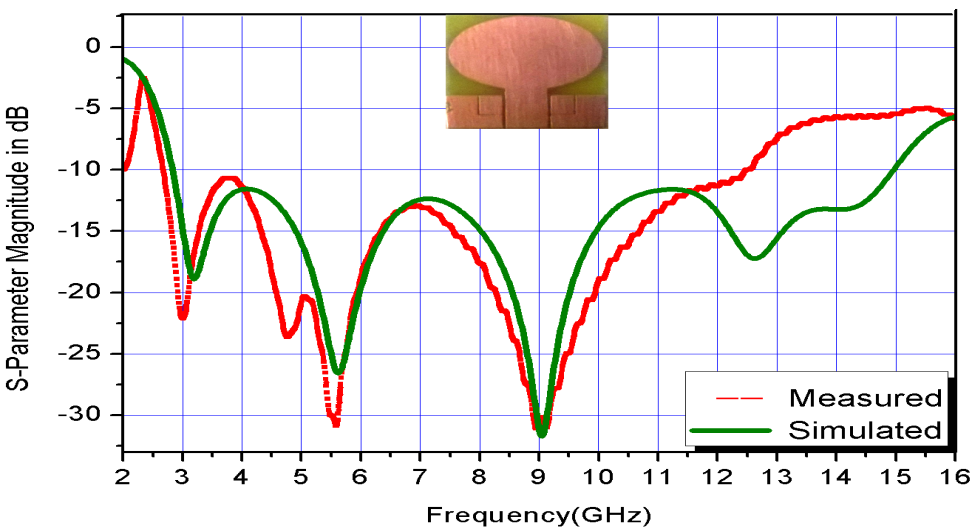 S-Parameter Magnitude in dB
0
-5
-10
-15
-20
-25
-30
Measured
Simulated
2 3 4 5 6 7 8 9 10 11 12 13 14 15 16
Frequency(GHz)